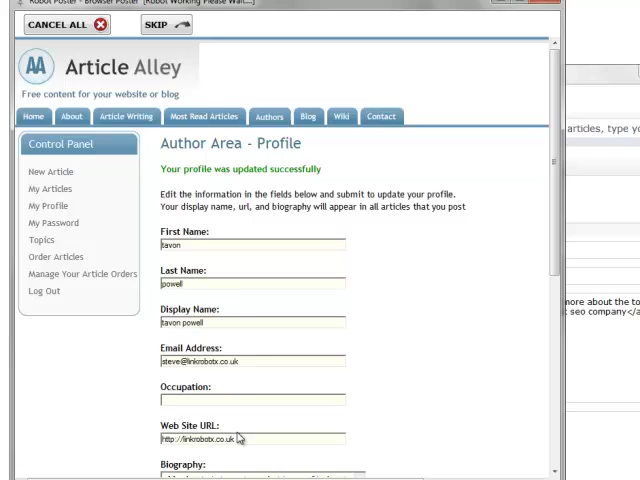 Robot Poster - Browser Poster [Robot Working Please Wait...]
CANCEL ALL
SKIP
AA
Article Alley
Free content for your website or blog
Home
About
Article Writing
Most Read Articles
Authors
Blog
Wiki
Contact
articles, type yo
Control Panel
New Article
My Articles
My Profile
My Password
Topics
Order Articles
Manage Your Article Orders
Log Out
Author Area - Profile
Your profile was updated successfully
Edit the information in the fields below and submit to update your profile.
Your display name, url, and biography will appear in all articles that you post
First Name:
tavon
Last Name:
powell
Display Name:
tavon powell
Email Address:
steve@linkrobotx.co.uk
Occupation:
Web Site URL:
http://linkrobotx.co.uk
Biography:
more about the to
seo company</a